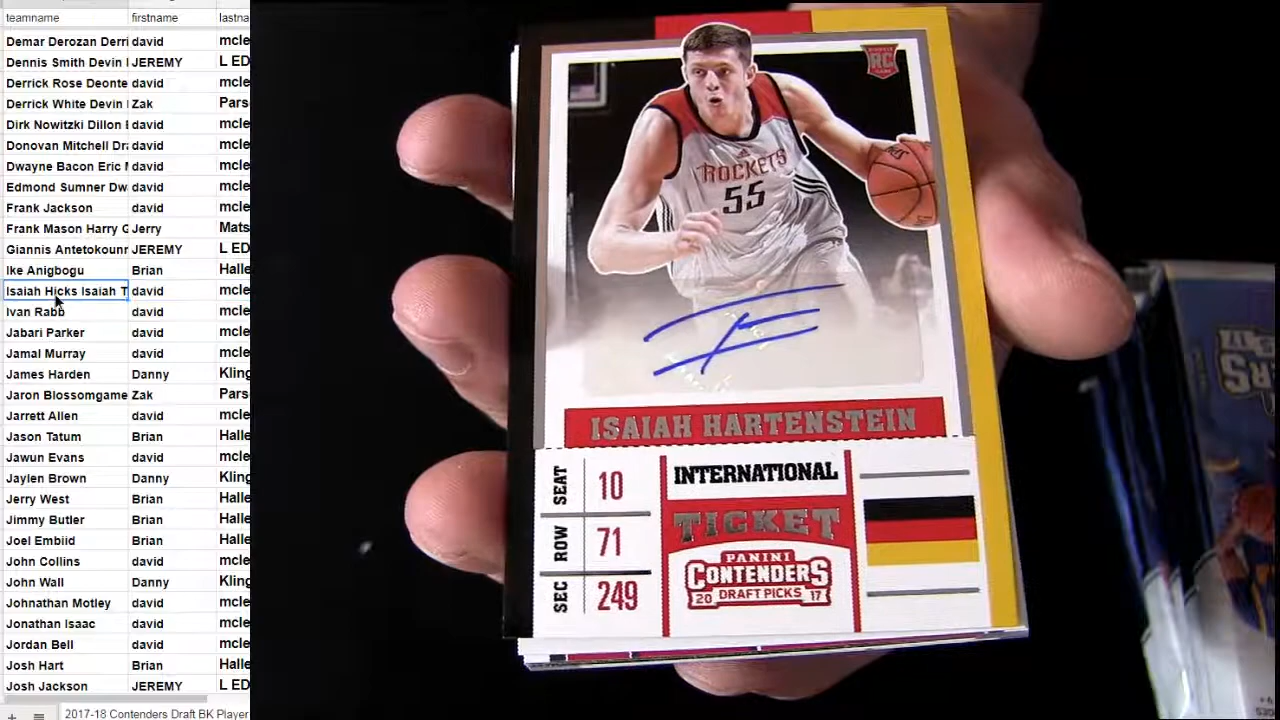 teamname firstname lastna
Demar Derozan Derri david mcle
Dennis Smith Devin JEREMY L ED
Derrick Rose Deonte david mcle
Derrick White Devin Zak Pars
Dirk Nowitzki Dillon david mcle
Donovan Mitchell Dra david mcle
Dwayne Bacon Eric david mcle
Edmond Sumner Dw david mcle
Frank Jackson david mcle
Frank Mason Harry G Jerry Mats
Giannis Antetokounr JEREMY L ED
Ike Anigbogu Brian Halle
Isaiah Hicks Isaiah T david mcle
Ivan Rabb david mcle
Jabari Parker david mcle
Jamal Murray david mcle
James Harden Danny Kling
Jaron Blossomgame Zak Pars
Jarrett Allen david mcle
Jason Tatum Brian Halle
Jawun Evans david mcle
Jaylen Brown Danny Kling
Jerry West Brian Halle
Jimmy Butler Brian Halle
Joel Embiid Brian Halle
John Collins david mcle
John Wall Danny Kling
Johnathan Motley david mcle
Jonathan Isaac david mcle
Jordan Bell david mcle
Josh Hart Brian Halle
Josh Jackson JEREMY L ED
2017-18 Contenders Draft BK Player
RC
ROCKETS
55
ISAIAH HARTENSTEIN
SEAT 10
ROW 71
SEC 249
INTERNATIONAL
TICKET
PANINI
CONTENDERS
20 DRAFT PICKS 17